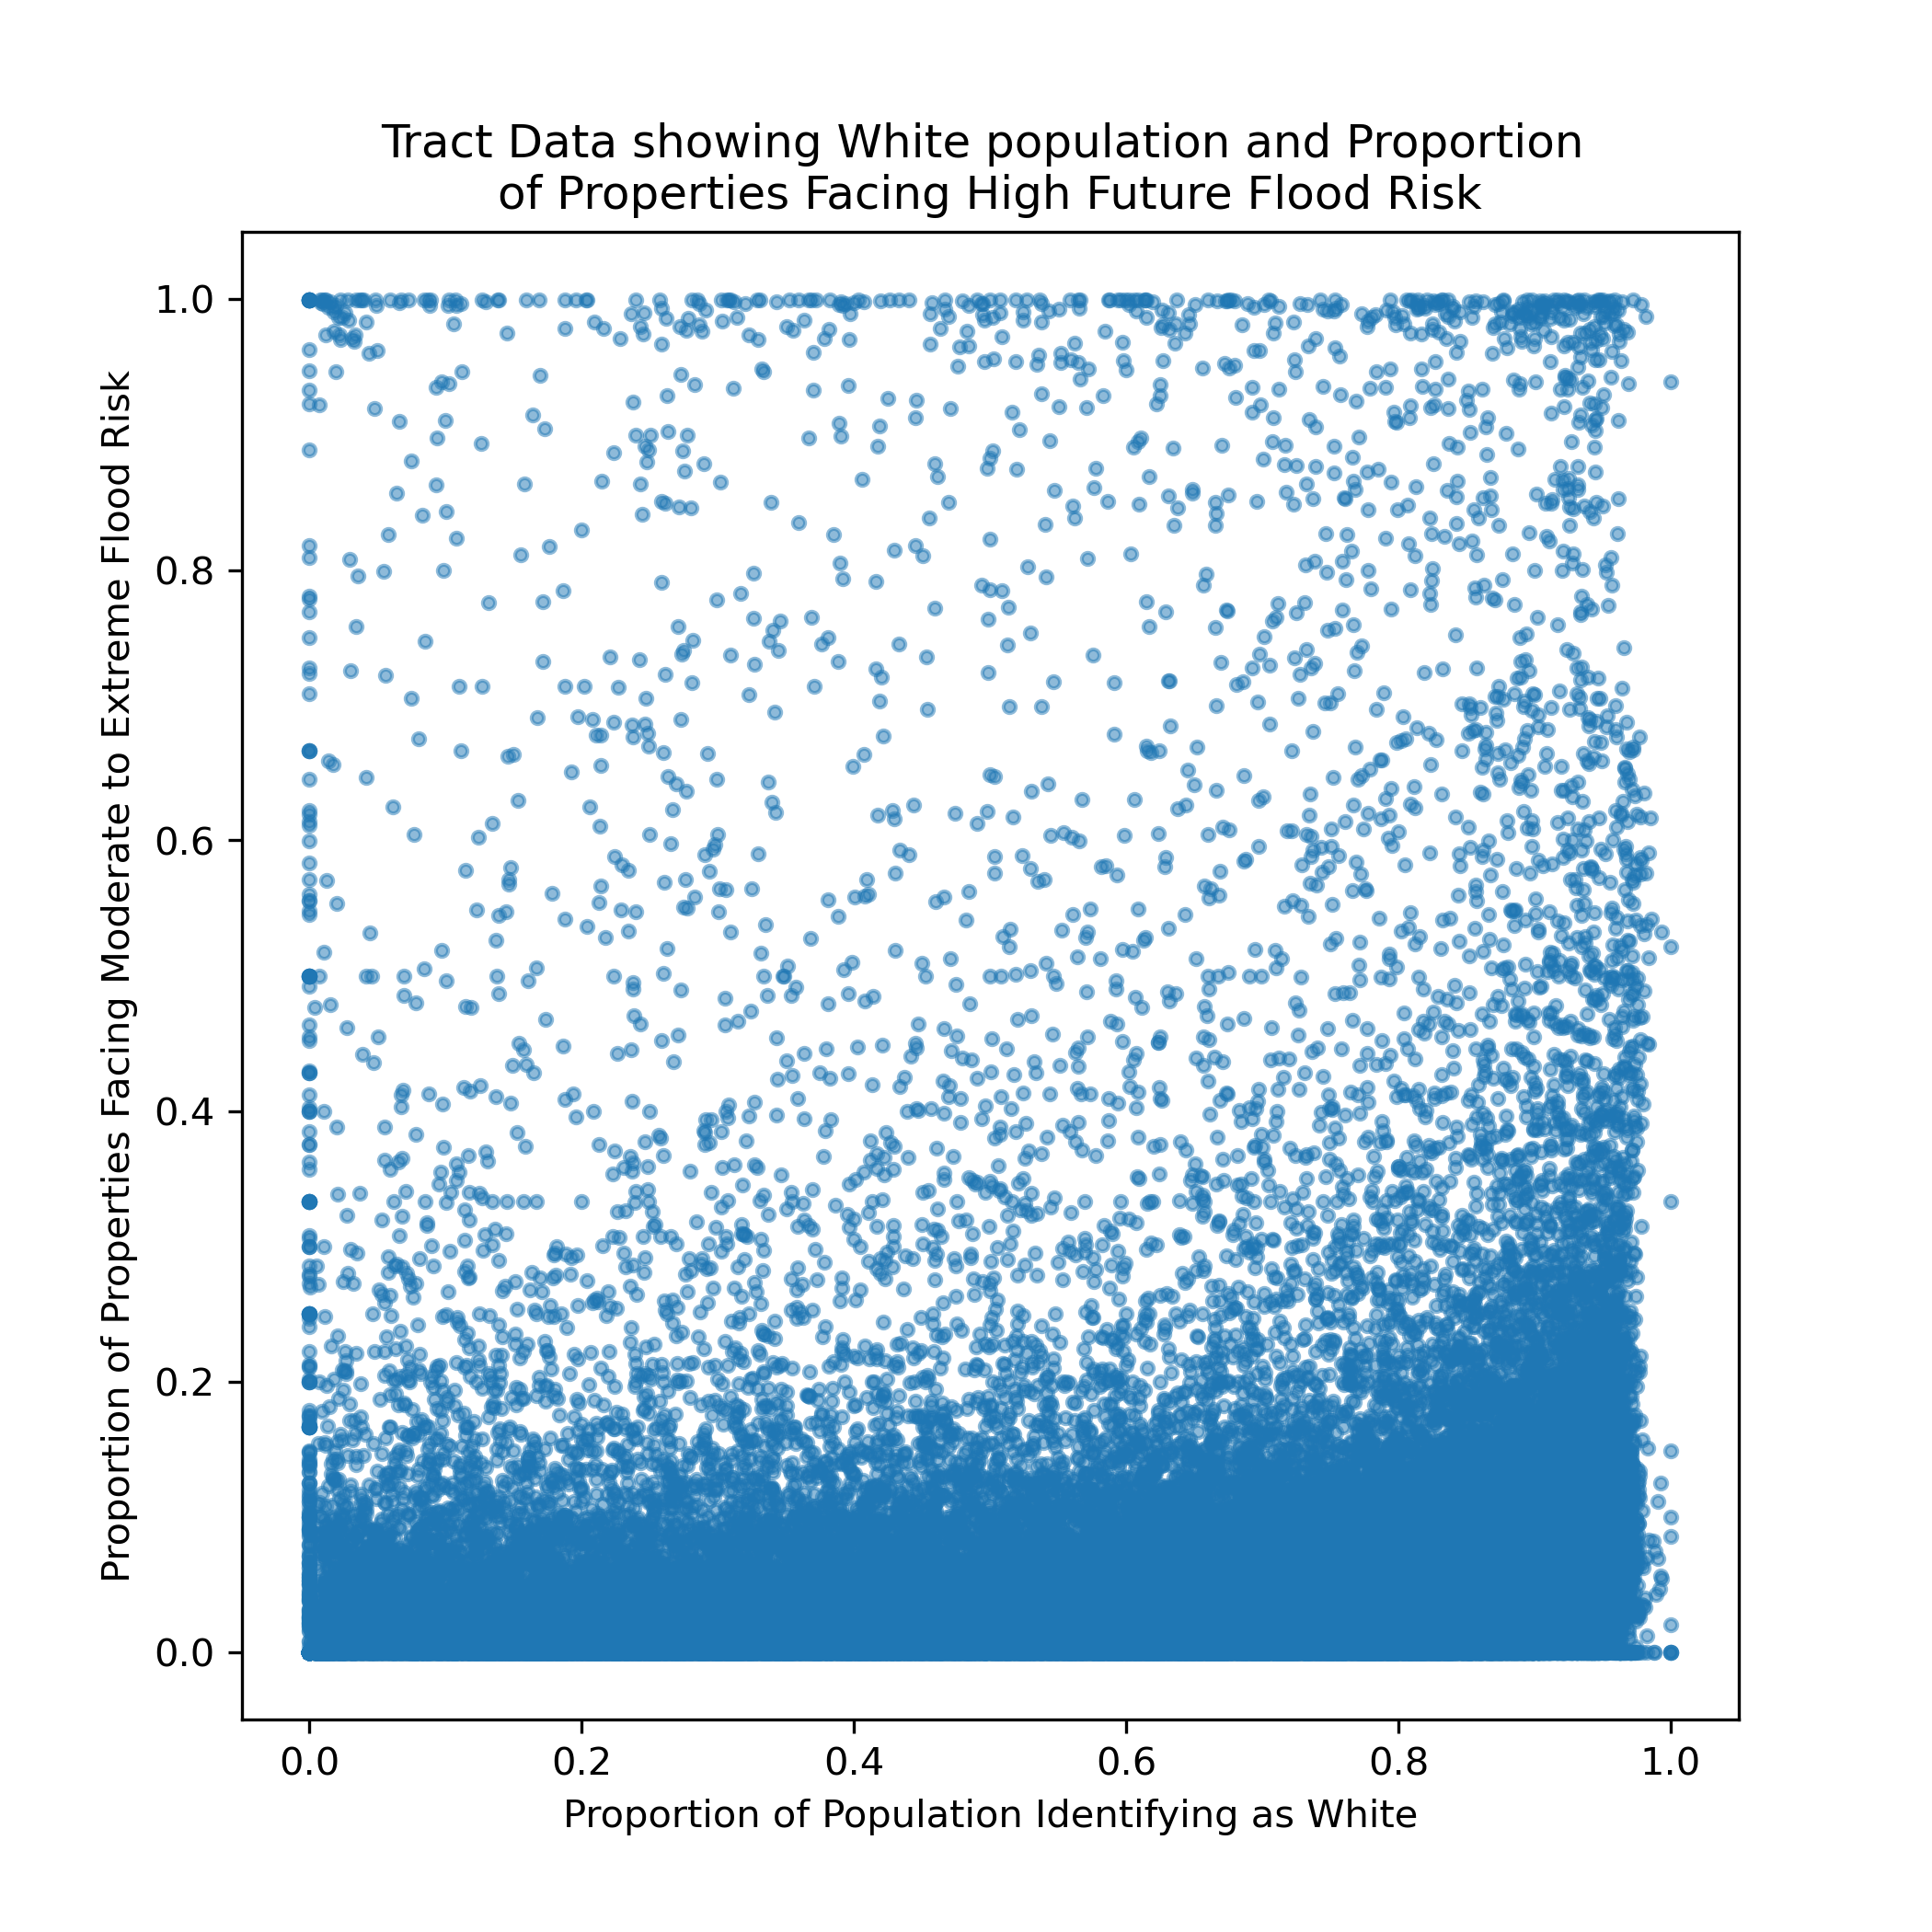 Tract Data showing White population and Proportion
of Properties Facing High Future Flood Risk
Proportion of Properties Facing Moderate to Extreme Flood Risk
1.0
0.8
0.6
0.4
0.2
0.0
0.0 0.2 0.4 0.6 0.8 1.0
Proportion of Population Identifying as White